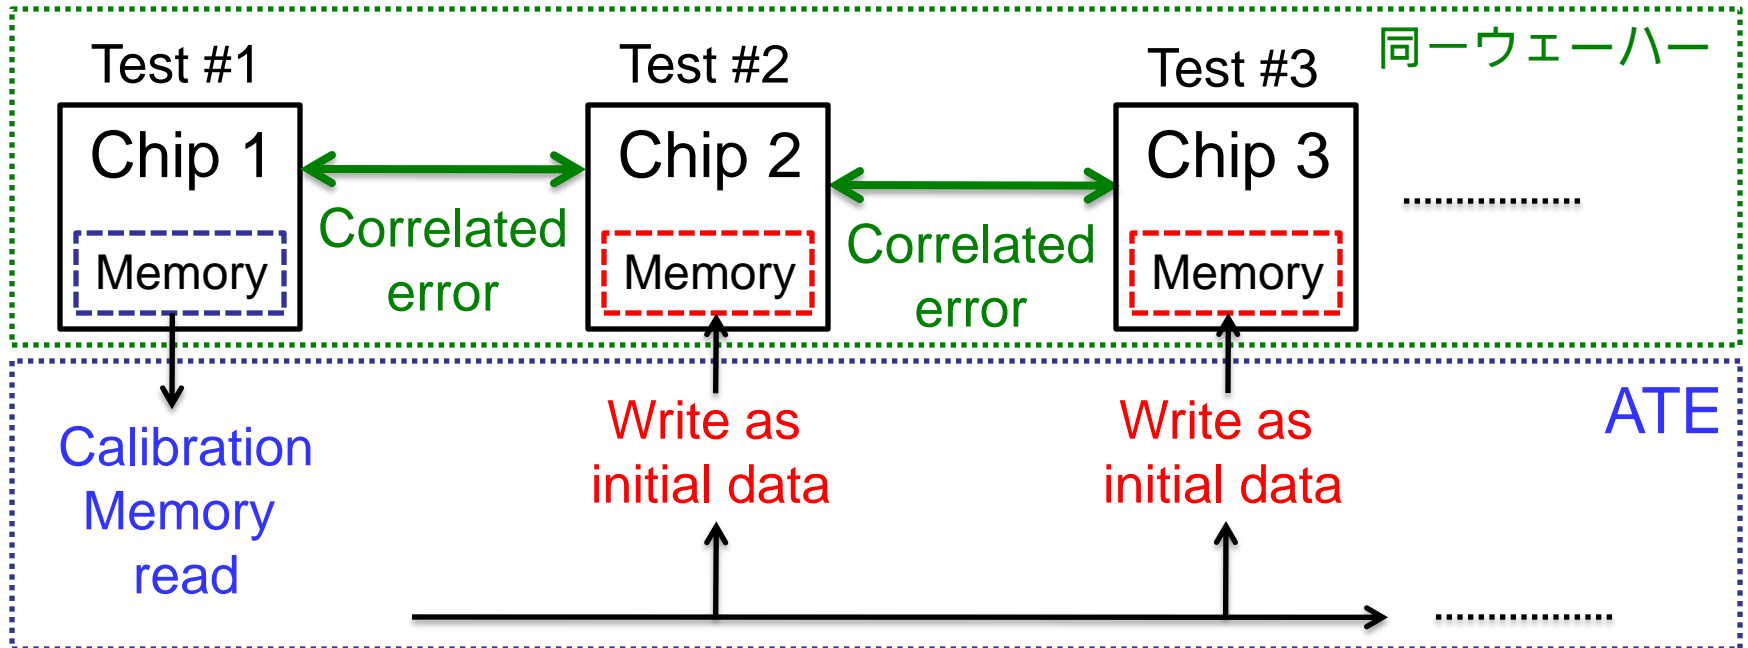 Test #1
Test #2
Test #3
同一ウェーハー
Chip 1
Chip 2
Chip 3
Correlated
error
Correlated
error
Memory
Memory
Memory
ATE
Calibration
Memory
read
Write as
initial data
Write as
initial data